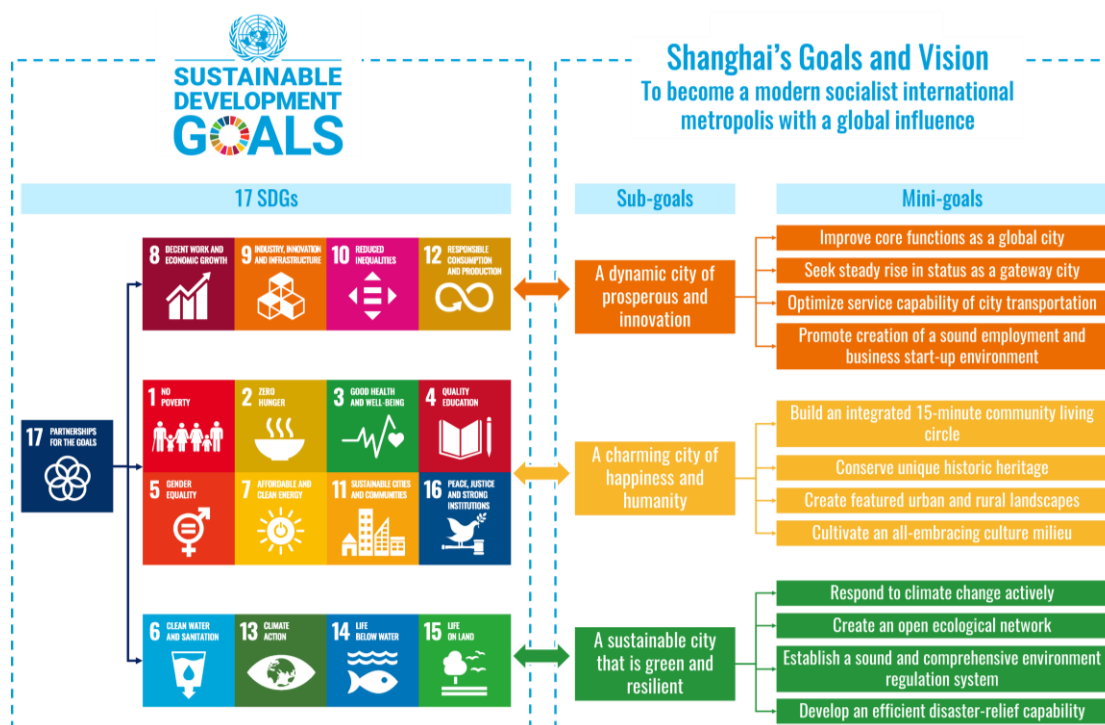 SUSTAINABLE
DEVELOPMENT
GOALS
Shanghai's Goals and Vision
To become a modern socialist international
metropolis with a global influence
17 SDGs
Sub-goals
Mini-goals
8 DECENT WORK AND
ECONOMIC GROWTH
9 INDUSTRY, INNOVATION
AND INFRASTRUCTURE
10 REDUCED
INEQUALITIES
12 RESPONSIBLE
CONSUMPTION
AND PRODUCTION
A dynamic city of
prosperous and
innovation
Improve core functions as a global city
Seek steady rise in status as a gateway city
Optimize service capability of city transportation
Promote creation of a sound employment and
business start-up environment
17 PARTNERSHIPS
FOR THE GOALS
1 NO
POVERTY
2 ZERO
HUNGER
3 GOOD HEALTH
AND WELL-BEING
4 QUALITY
EDUCATION
5 GENDER
EQUALITY
7 AFFORDABLE AND
CLEAN ENERGY
11 SUSTAINABLE CITIES
AND COMMUNITIES
16 PEACE, JUSTICE
AND STRONG
INSTITUTIONS
A charming city of
happiness and
humanity
Build an integrated 15-minute community living
circle
Conserve unique historic heritage
Create featured urban and rural landscapes
Cultivate an all-embracing culture milieu
6 CLEAN WATER
AND SANITATION
13 CLIMATE
ACTION
14 LIFE
BELOW WATER
15 LIFE
ON LAND
A sustainable city
that is green and
resilient
Respond to climate change actively
Create an open ecological network
Establish a sound and comprehensive environment
regulation system
Develop an efficient disaster-relief capability